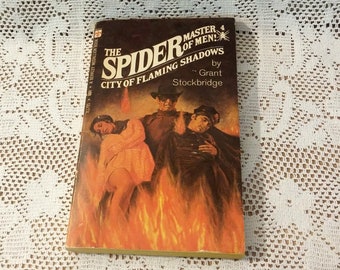 THE SPIDER MASTER OF MEN! 4
CITY OF FLAMING SHADOWS
by
Grant
Stockbridge